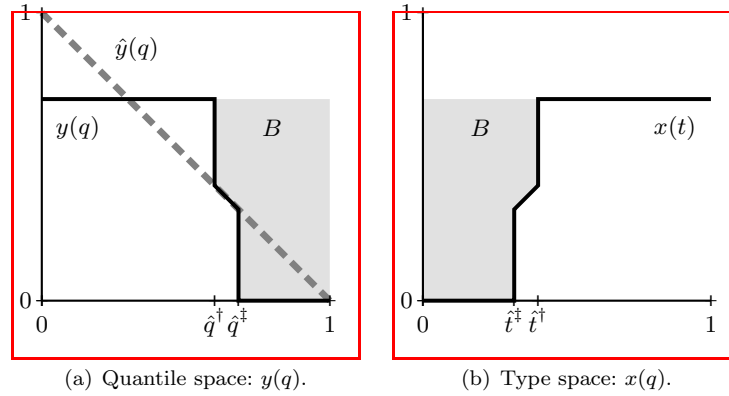 1
ŷ(q)
y(q)
B
0
0
q̂† q̂‡
1
(a) Quantile space: y(q).
1
B
x(t)
0
0
t̂‡ t̂†
1
(b) Type space: x(q).